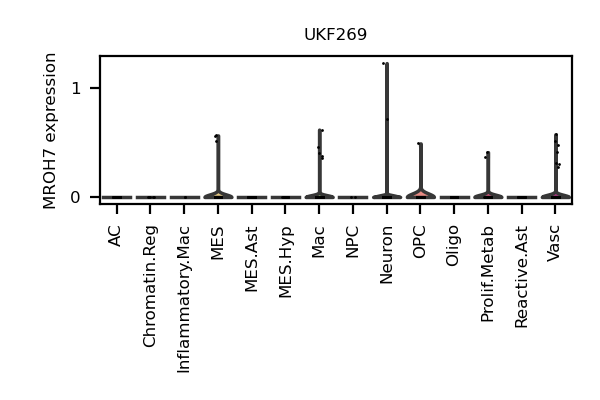 UKF269
MROH7 expression
1
0
AC
Chromatin.Reg
Inflammatory.Mac
MES
MES.Ast
MES.Hyp
Mac
NPC
Neuron
OPC
Oligo
Prolif.Metab
Reactive.Ast
Vasc